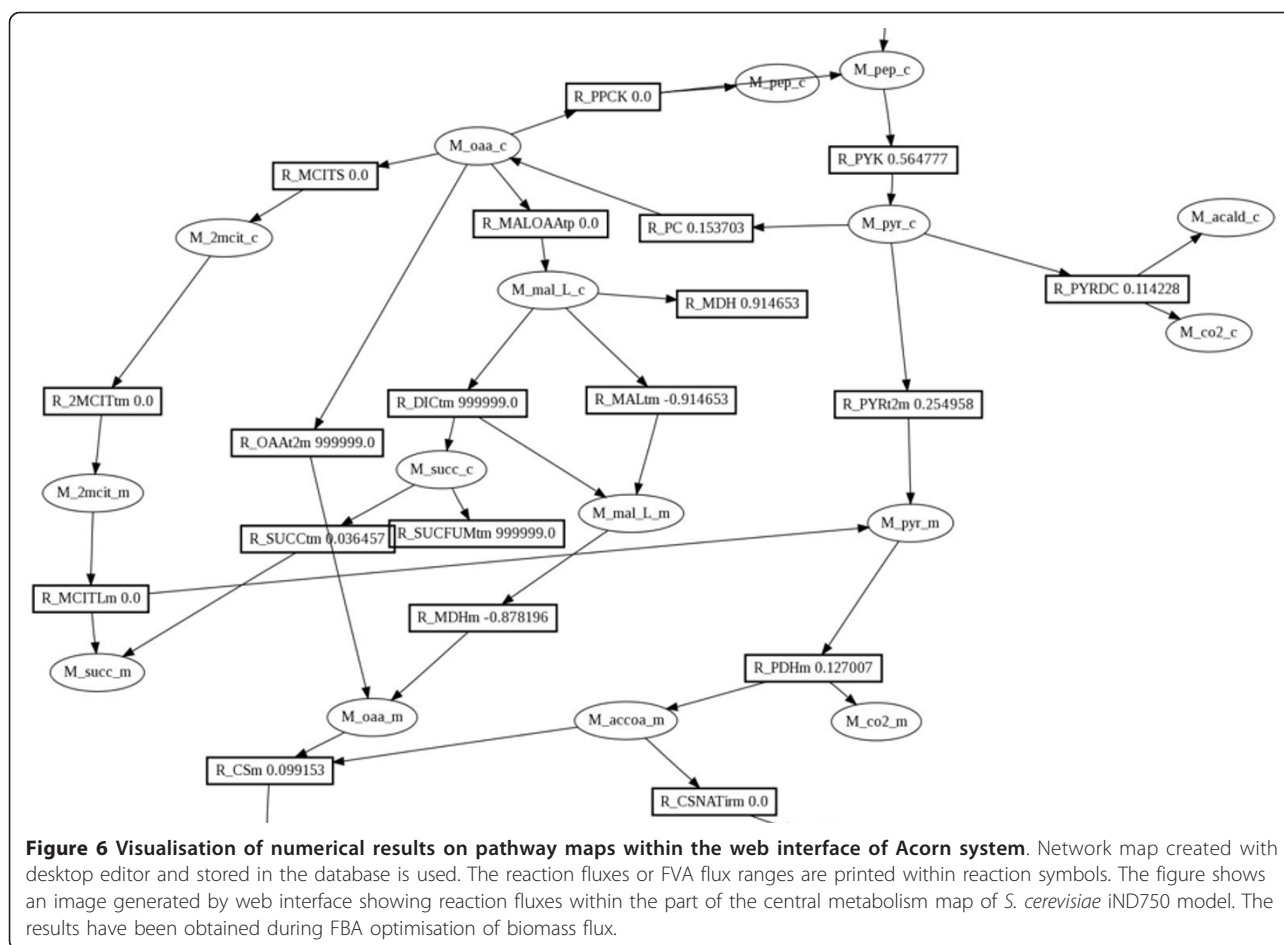 M_pep_c
M_pep_c
R_PPCK 0.0
M_oaa_c
R_PYK 0.564777
R_MCITS 0.0
M_acald_c
R_MALOAAtp 0.0
R_PC 0.153703
M_pyr_c
M_2mcit_c
M_mal_L_c
R_MDH 0.914653
R_PYRDC 0.114228
M_co2_c
R_2MCITtm 0.0
R_DICtm 999999.0
R_MALtm -0.914653
R_PYRt2m 0.254958
R_OAAt2m 999999.0
M_succ_c
M_2mcit_m
M_mal_L_m
M_pyr_m
R_SUCCtm 0.036457
R_SUCFUMtm 999999.0
R_MCITLm 0.0
R_MDHm -0.878196
M_succ_m
R_PDHm 0.127007
M_oaa_m
M_accoa_m
M_co2_m
R_CSm 0.099153
R_CSNATirm 0.0
Figure 6 Visualisation of numerical results on pathway maps within the web interface of Acorn system. Network map created with
desktop editor and stored in the database is used. The reaction fluxes or FVA flux ranges are printed within reaction symbols. The figure shows
an image generated by web interface showing reaction fluxes within the part of the central metabolism map of S. cerevisiae iND750 model. The
results have been obtained during FBA optimisation of biomass flux.